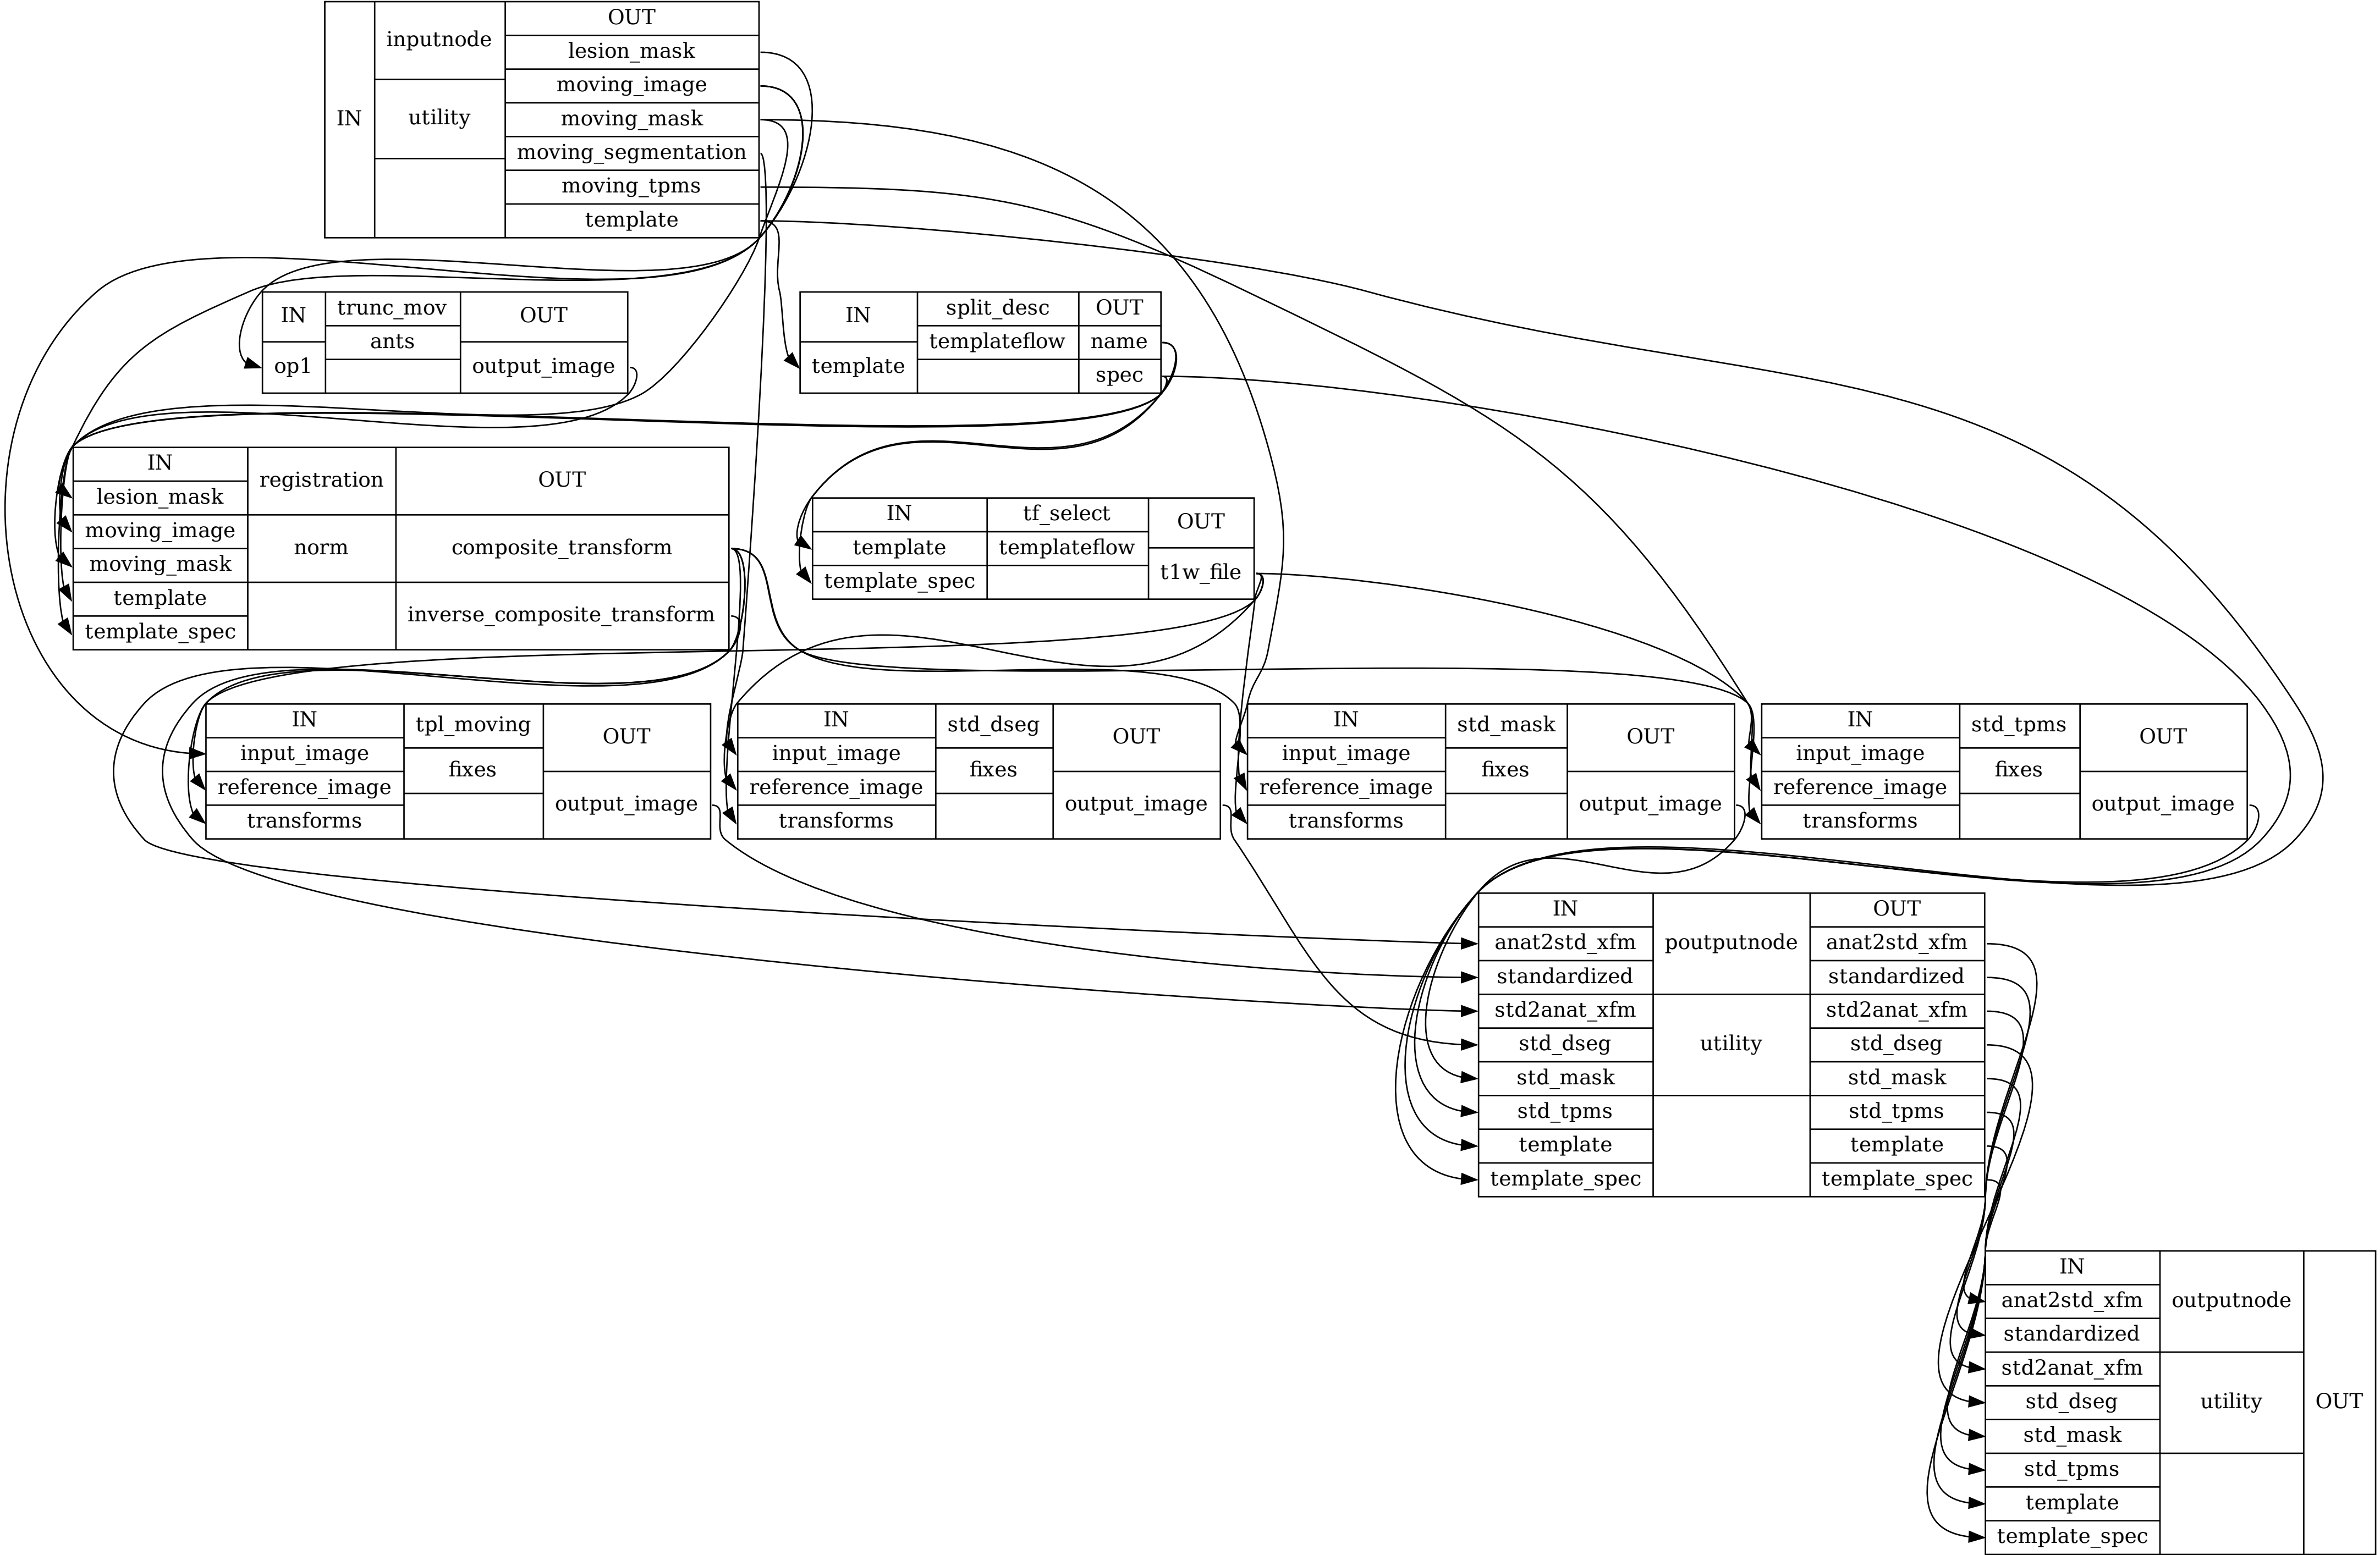 IN
inputnode
utility
OUT
lesion_mask
moving_image
moving_mask
moving_segmentation
moving_tpms
template
IN
op1
trunc_mov
ants
OUT
output_image
IN
template
split_desc
templateflow
OUT
name
spec
IN
lesion_mask
moving_image
moving_mask
template
template_spec
registration
norm
OUT
composite_transform
inverse_composite_transform
IN
template
template_spec
tf_select
templateflow
OUT
t1w_file
IN
input_image
reference_image
transforms
tpl_moving
fixes
OUT
output_image
IN
input_image
reference_image
transforms
std_dseg
fixes
OUT
output_image
IN
input_image
reference_image
transforms
std_mask
fixes
OUT
output_image
IN
input_image
reference_image
transforms
std_tpms
fixes
OUT
output_image
IN
anat2std_xfm
standardized
std2anat_xfm
std_dseg
std_mask
std_tpms
template
template_spec
poutputnode
utility
OUT
anat2std_xfm
standardized
std2anat_xfm
std_dseg
std_mask
std_tpms
template
template_spec
IN
anat2std_xfm
standardized
std2anat_xfm
std_dseg
std_mask
std_tpms
template
template_spec
outputnode
utility
OUT